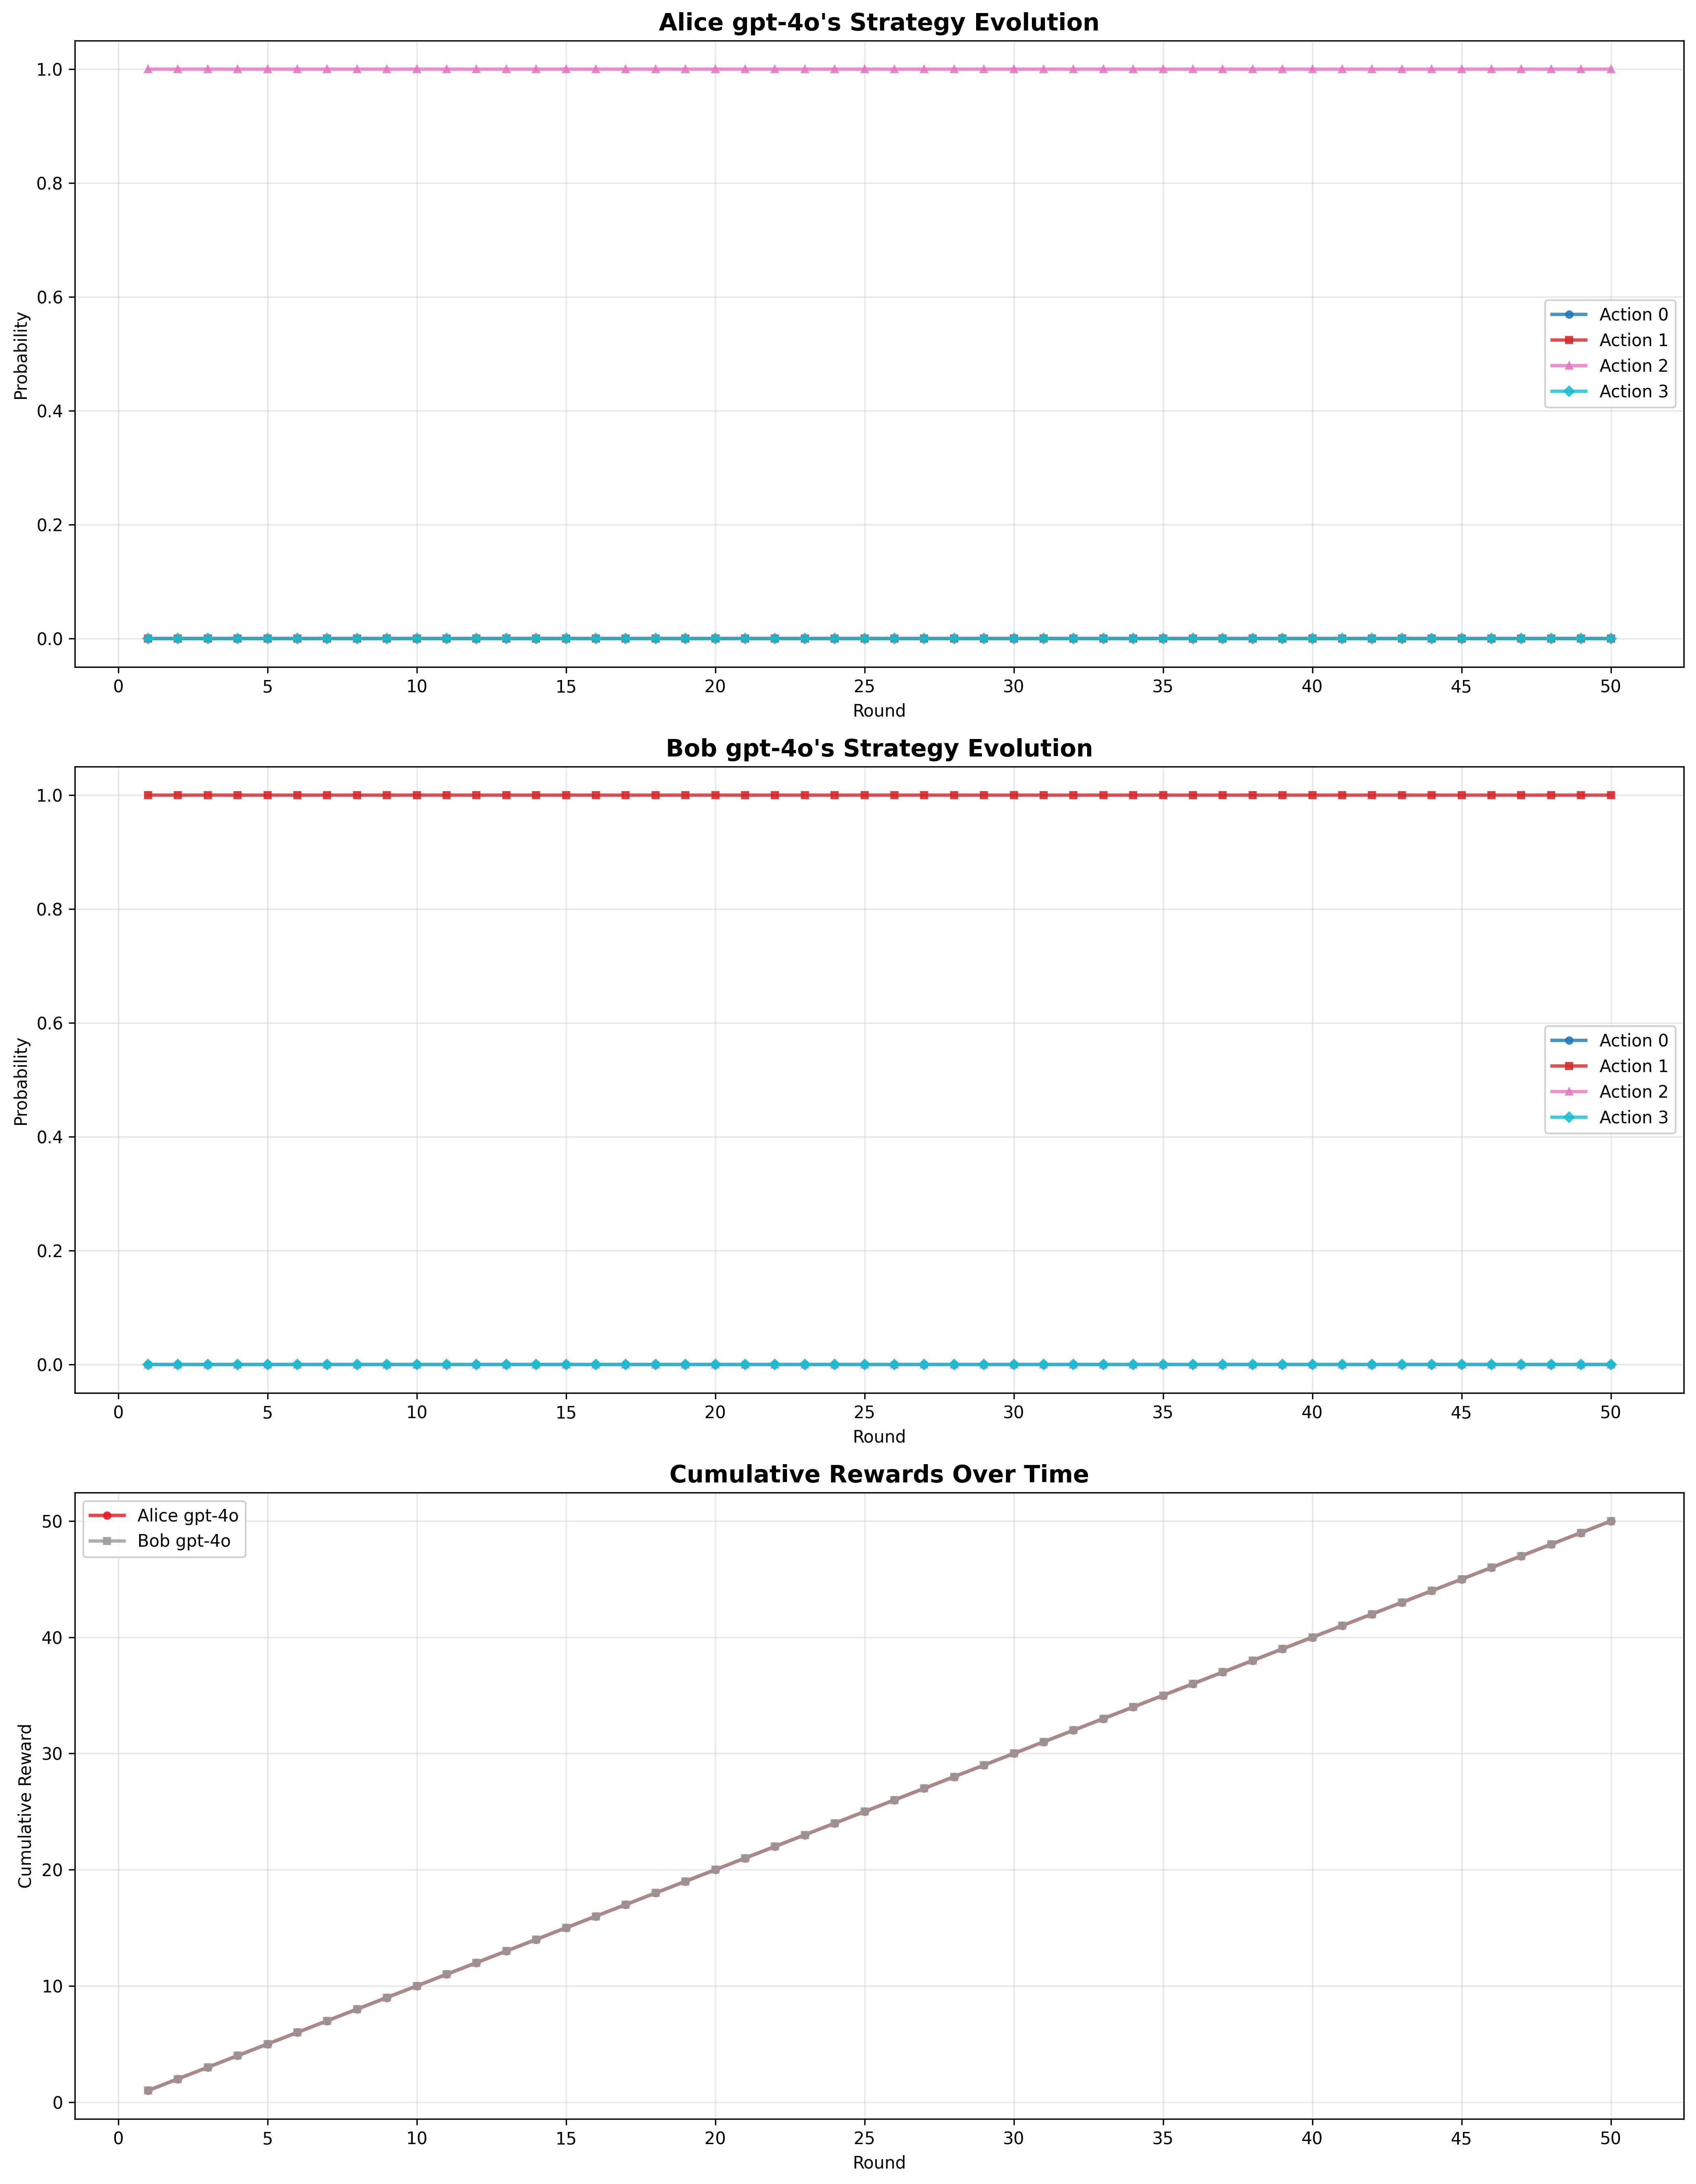 Alice gpt-4o's Strategy Evolution
1.0
0.8
0.6
0.4
0.2
0.0
Probability
Action 0
Action 1
Action 2
Action 3
0 5 10 15 20 25 30 35 40 45 50
Round
Bob gpt-4o's Strategy Evolution
1.0
0.8
0.6
0.4
0.2
0.0
Probability
Action 0
Action 1
Action 2
Action 3
0 5 10 15 20 25 30 35 40 45 50
Round
Cumulative Rewards Over Time
Alice gpt-4o
Bob gpt-4o
50
40
30
20
10
0
Cumulative Reward
0 5 10 15 20 25 30 35 40 45 50
Round